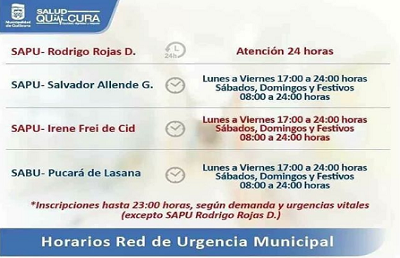 Municipalidad
de Quilicura
SALUD
QUILICURA
SAPU- Rodrigo Rojas D.
24h
Atención 24 horas
SAPU- Salvador Allende G.
Lunes a Viernes 17:00 a 24:00 horas
Sábados, Domingos y Festivos
08:00 a 24:00 horas
SAPU- Irene Frei de Cid
Lunes a Viernes 17:00 a 24:00 horas
Sábados, Domingos y Festivos
08:00 a 24:00 horas
SABU- Pucará de Lasana
Lunes a Viernes 17:00 a 24:00 horas
Sábados, Domingos y Festivos
08:00 a 24:00 horas
*Inscripciones hasta 23:00 horas, según demanda y urgencias vitales
(excepto SAPU Rodrigo Rojas D.)
Horarios Red de Urgencia Municipal